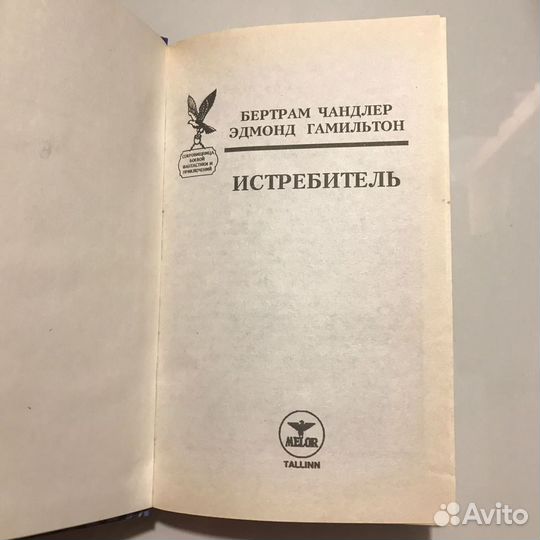 БЕРТРАМ ЧАНДЛЕР
ЭДМОНД ГАМИЛЬТОН
СОКРОВИЩНИЦА
БОЕВОЙ
ФАНТАСТИКИ И
ПРИКЛЮЧЕНИЙ
ИСТРЕБИТЕЛЬ
MELOR
TALLINN
Avito